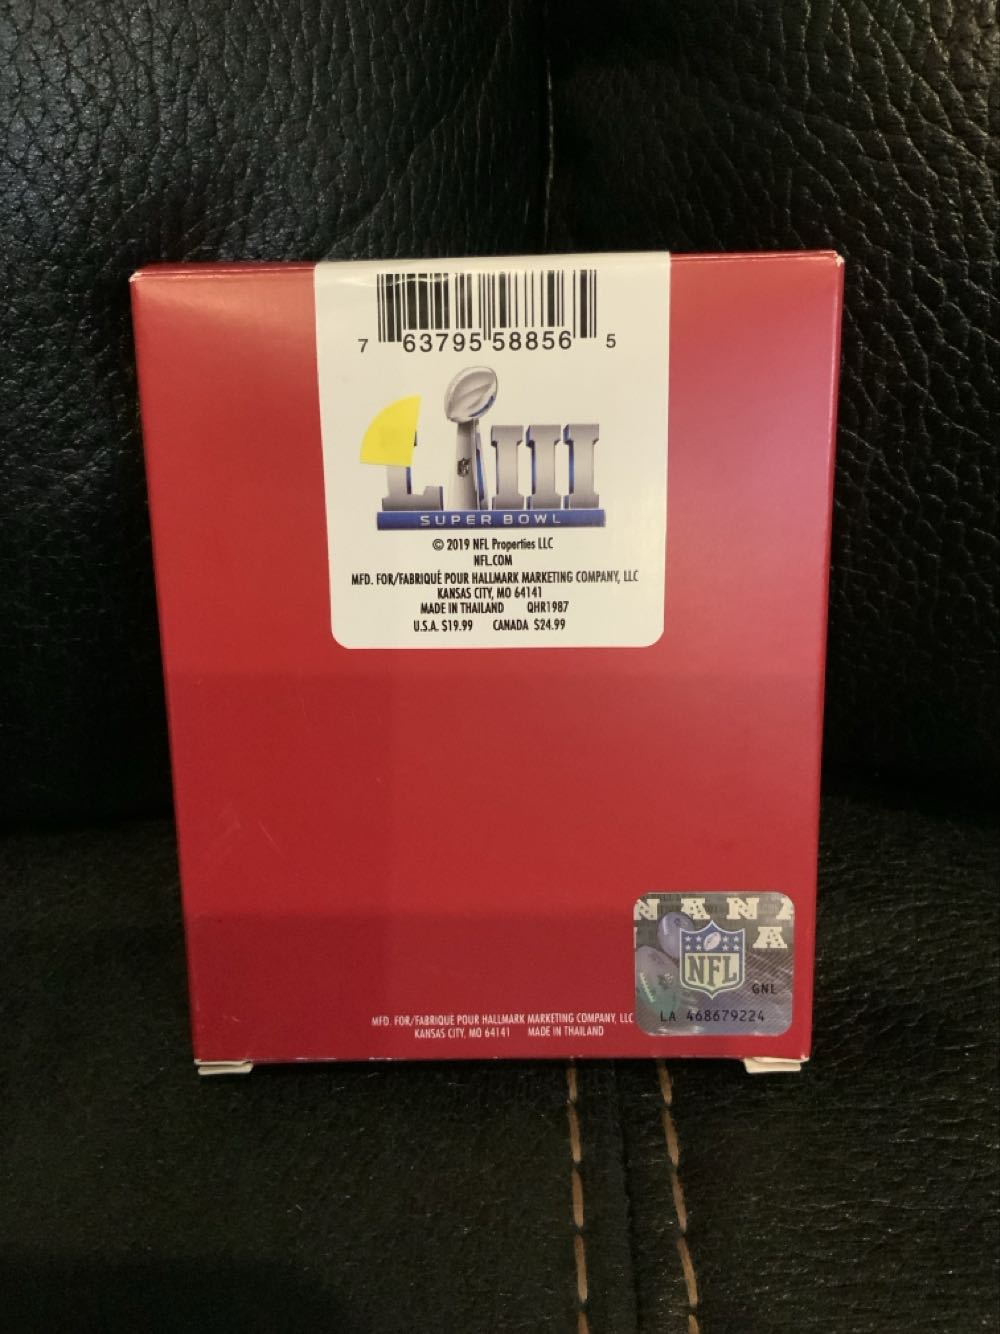 7 63795 58856 5
LIII
SUPER BOWL
© 2019 NFL Properties LLC
NFL.COM
MFD. FOR/FABRIQUÉ POUR HALLMARK MARKETING COMPANY, LLC
KANSAS CITY, MO 64141
MADE IN THAILAND QHR1987
U.S.A. $19.99 CANADA $24.99
N A N A
A
NFL
GNL
LA 468679224
MFD. FOR/FABRIQUÉ POUR HALLMARK MARKETING COMPANY, LLC
KANSAS CITY, MO 64141 MADE IN THAILAND